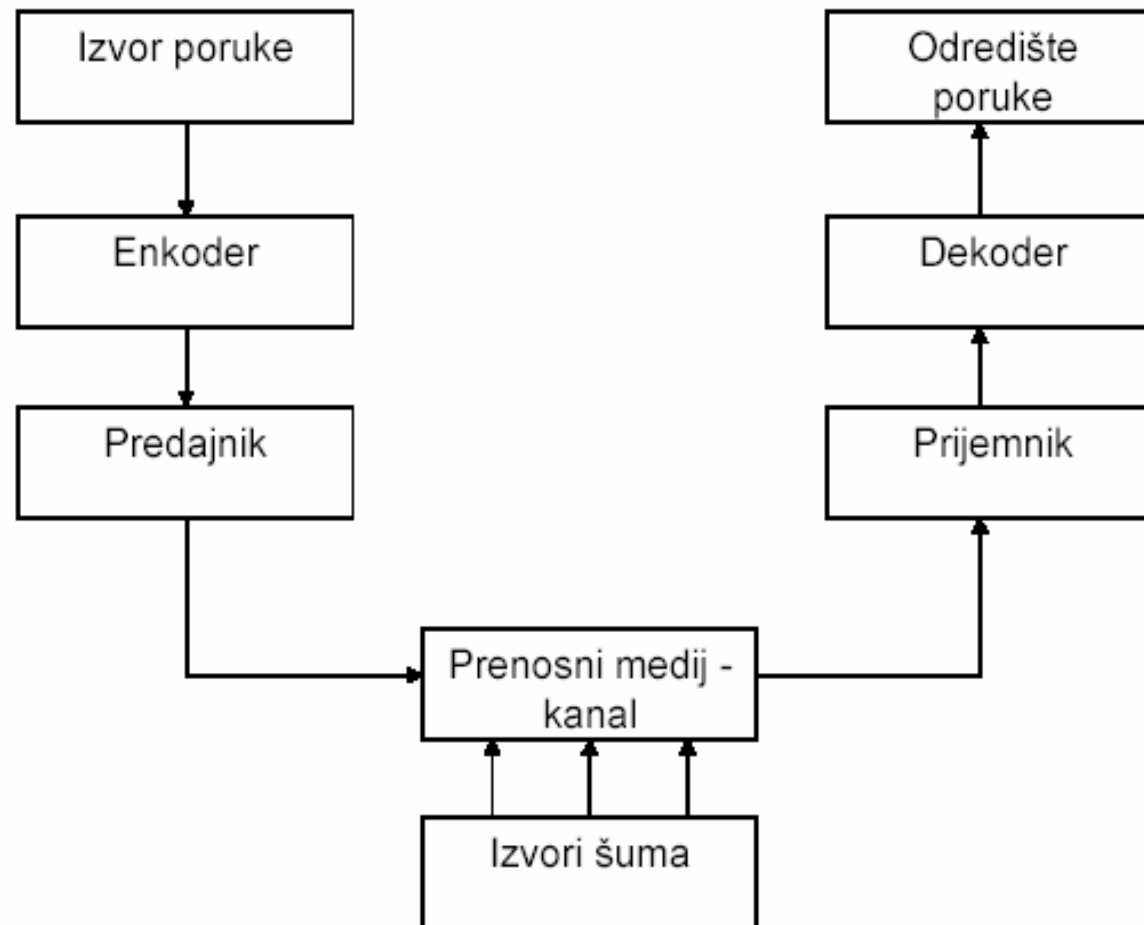 Izvor poruke
Enkoder
Predajnik
Prenosni medij -
kanal
Izvori šuma
Prijemnik
Dekoder
Odredište
poruke